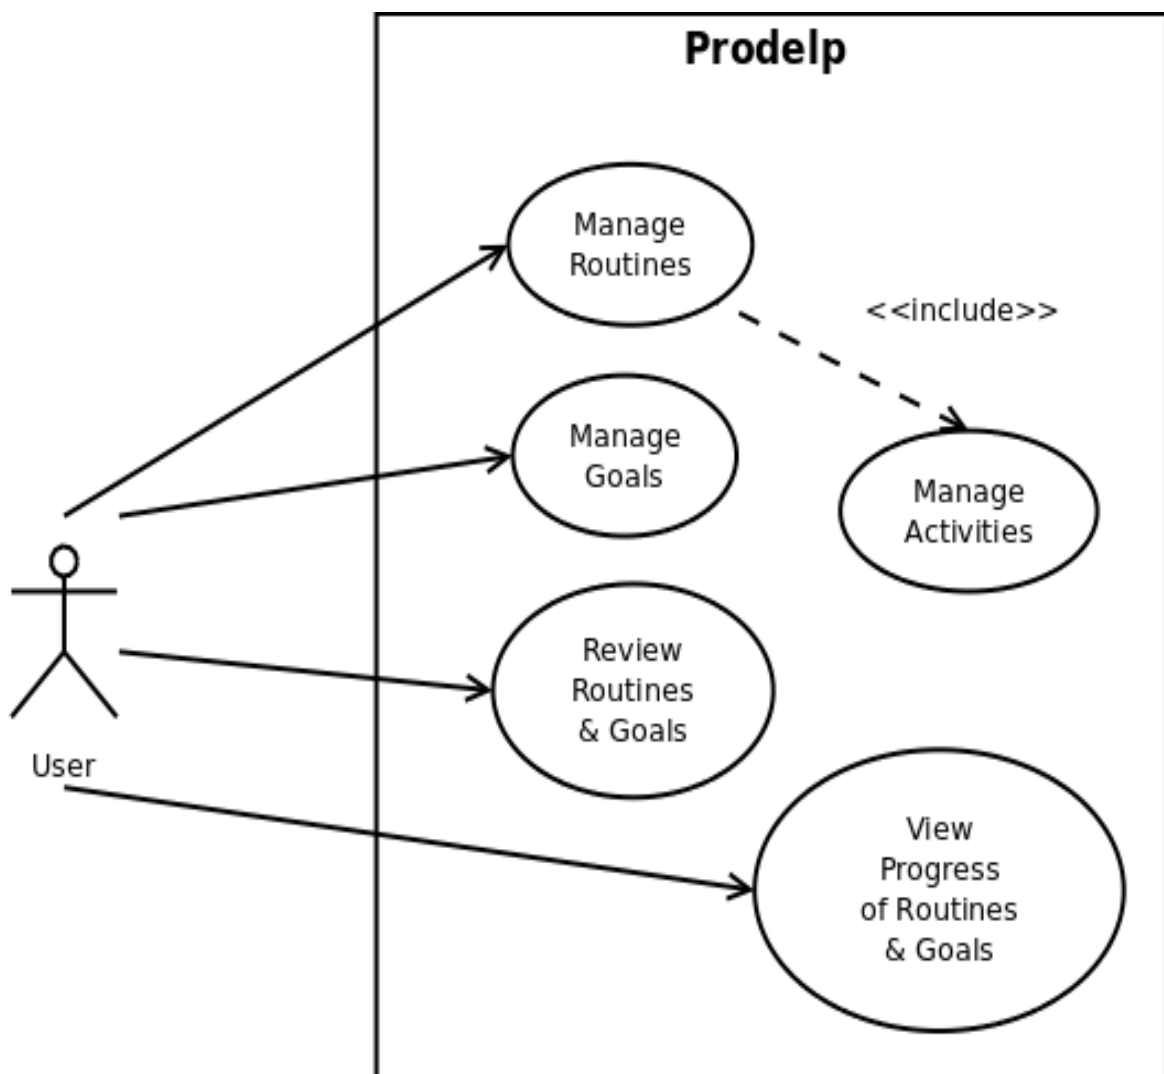 Prodelp
Manage
Routines
<<include>>
Manage
Goals
Manage
Activities
Review
Routines
& Goals
User
View
Progress
of Routines
& Goals